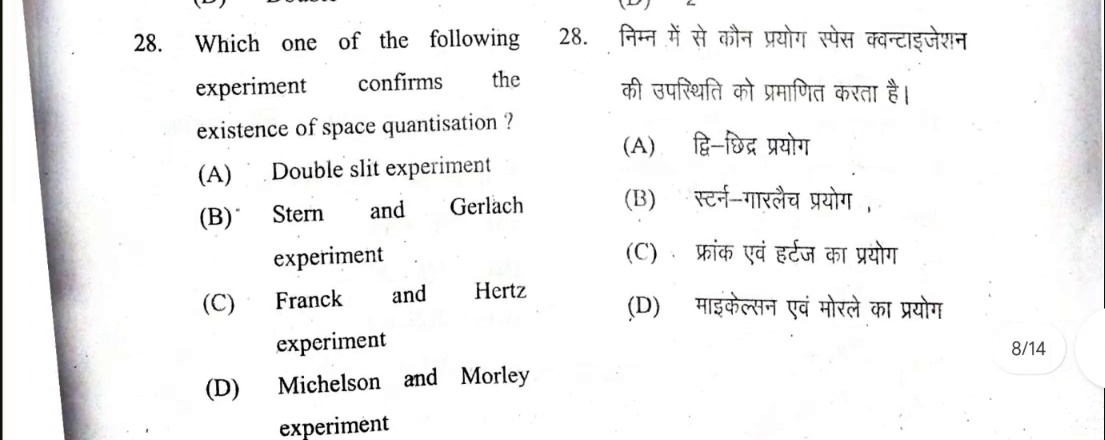 28. Which one of the following
experiment confirms the
existence of space quantisation ?
(A) Double slit experiment
(B) Stern and Gerlach
experiment
(C) Franck and Hertz
experiment
(D) Michelson and Morley
experiment
28. निम्न में से कौन प्रयोग स्पेस क्वन्टाइजेशन
की उपस्थिति को प्रमाणित करता है।
(A) द्वि–छिद्र प्रयोग
(B) स्टर्न–गारलैच प्रयोग
(C) फ्रांक एवं हर्टज का प्रयोग
(D) माइकेल्सन एवं मोरले का प्रयोग
8/14